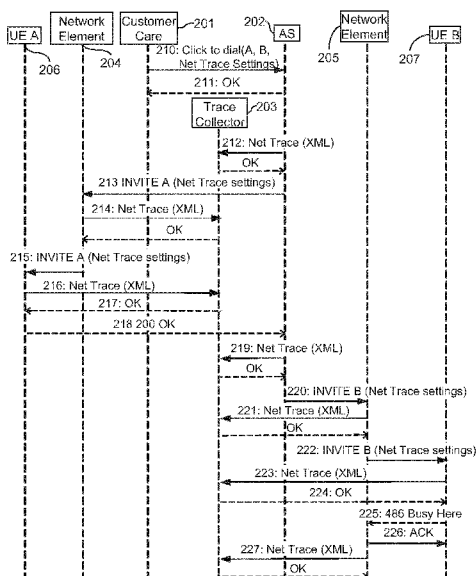 UE A
Network
Element
Customer
Care
201
202
AS
Network
Element
UE B
206
204
205
207
210: Click to dial(A, B,
Net Trace Settings)
211: OK
Trace
Collector
203
212: Net Trace (XML)
OK
213 INVITE A (Net Trace settings)
214: Net Trace (XML)
OK
215: INVITE A (Net Trace settings)
216: Net Trace (XML)
217: OK
218 200 OK
219: Net Trace (XML)
OK
220: INVITE B (Net Trace settings)
221: Net Trace (XML)
OK
222: INVITE B (Net Trace settings)
223: Net Trace (XML)
224: OK
225: 486 Busy Here
226: ACK
227: Net Trace (XML)
OK